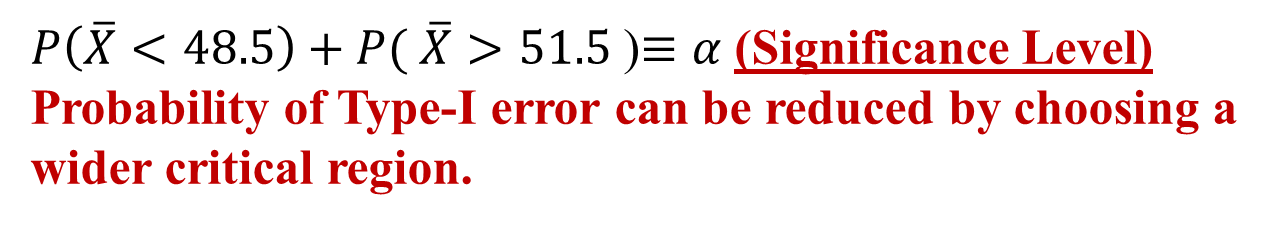 P(X̄ < 48.5) + P( X̄ > 51.5 )≡ α (Significance Level)
Probability of Type-I error can be reduced by choosing a
wider critical region.